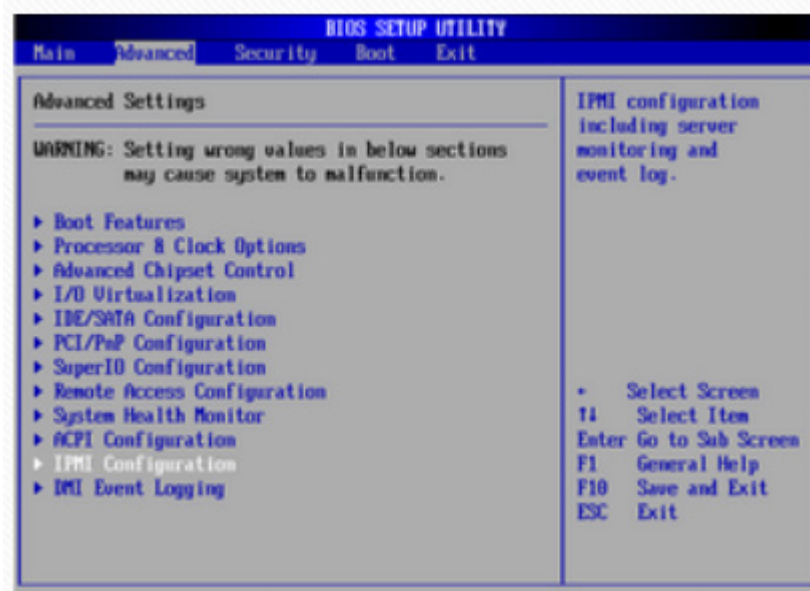 BIOS SETUP UTILITY
Main Advanced Security Boot Exit
Advanced Settings
WARNING: Setting wrong values in below sections
may cause system to malfunction.
▶ Boot Features
▶ Processor & Clock Options
▶ Advanced Chipset Control
▶ I/O Virtualization
▶ IDE/SATA Configuration
▶ PCI/PnP Configuration
▶ SuperIO Configuration
▶ Remote Access Configuration
▶ System Health Monitor
▶ ACPI Configuration
▶ IPMI Configuration
▶ DMI Event Logging
IPMI configuration
including server
monitoring and
event log.
Select Screen
↑↓ Select Item
Enter Go to Sub Screen
F1 General Help
F10 Save and Exit
ESC Exit